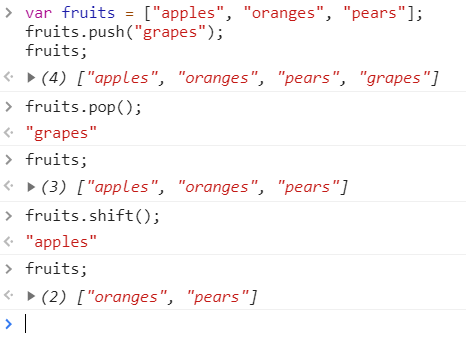 > var fruits = ["apples", "oranges", "pears"];
fruits.push("grapes");
fruits;
<· ▶(4) ["apples", "oranges", "pears", "grapes"]
> fruits.pop();
<· "grapes"
> fruits;
<· ▶(3) ["apples", "oranges", "pears"]
> fruits.shift();
<· "apples"
> fruits;
<· ▶(2) ["oranges", "pears"]
>